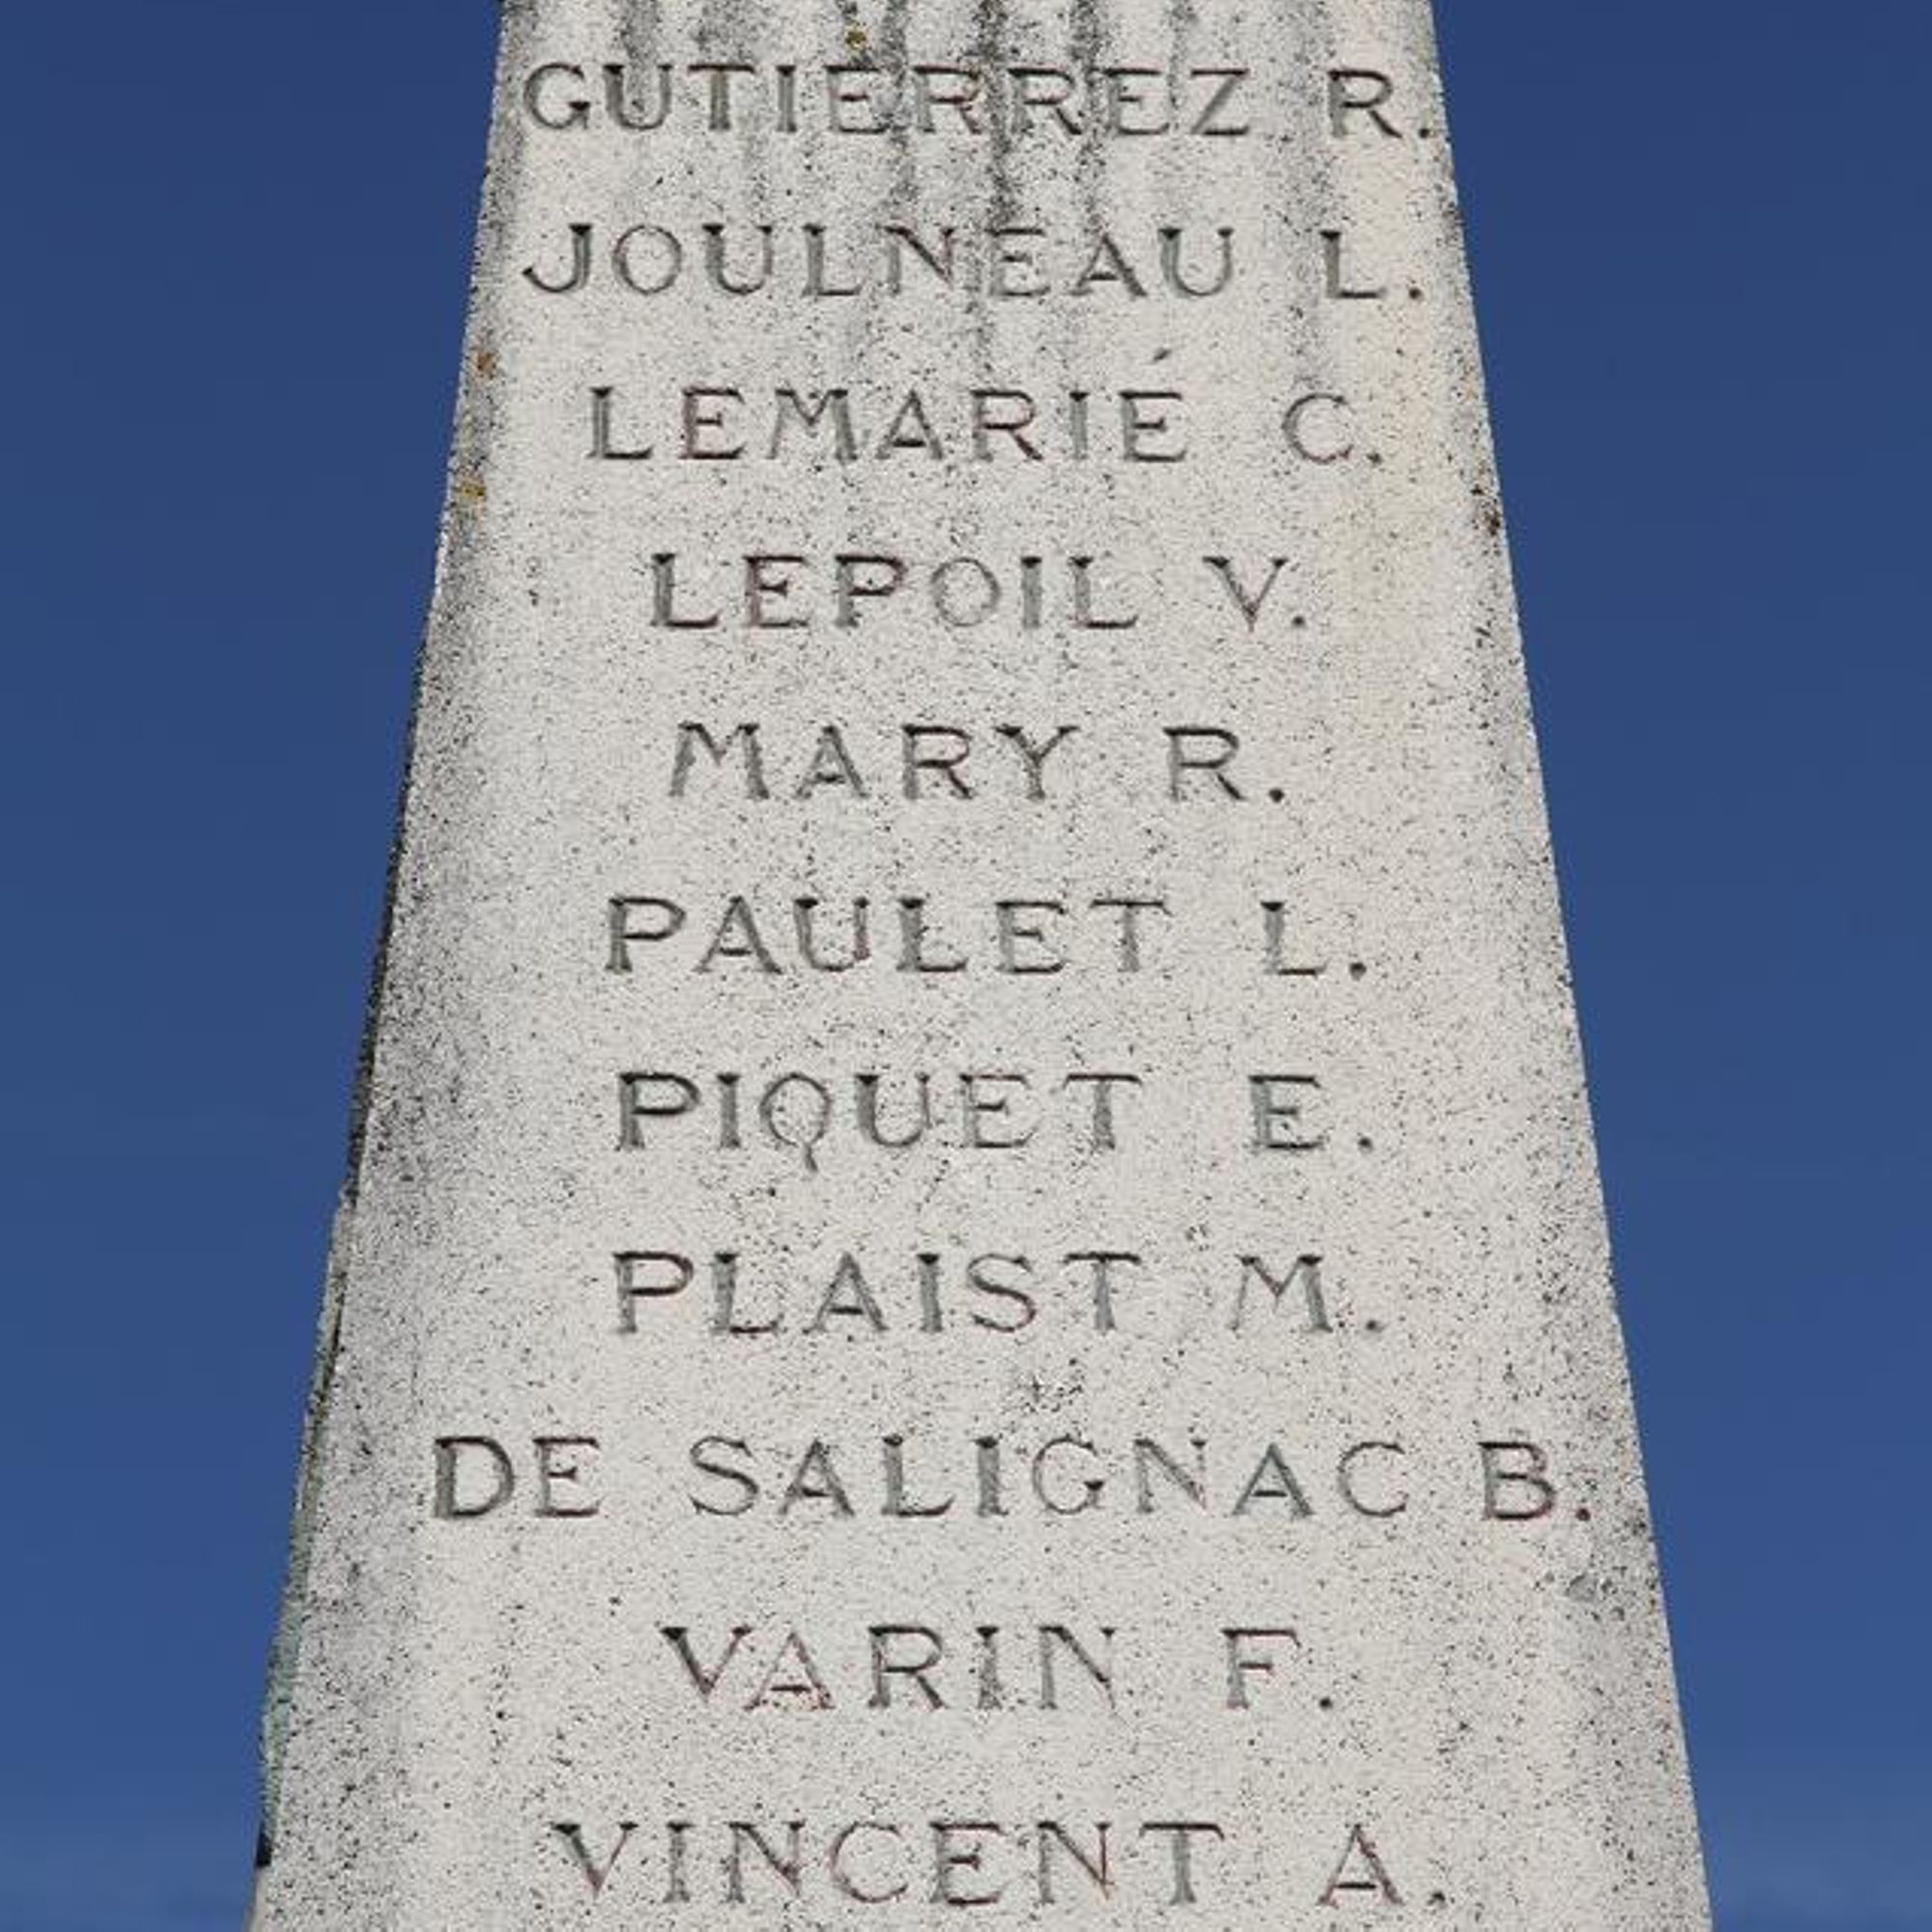 GUTIERREZ R.
JOULNEAU L.
LEMARIÉ C.
LEPOIL V.
MARY R.
PAULET L.
PIQUET E.
PLAIST M.
DE SALIGNAC B.
VARIN F.
VINCENT A.